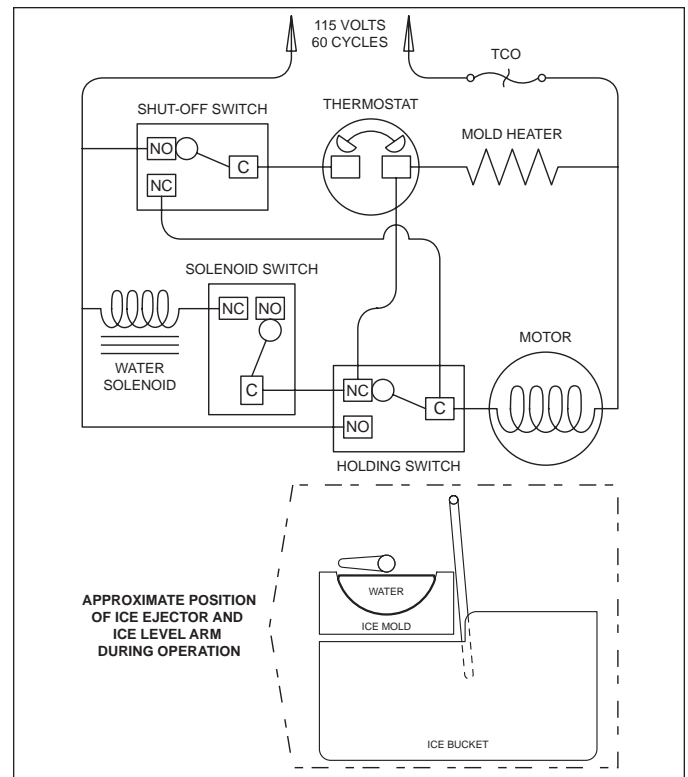 115 VOLTS
60 CYCLES
TCO
SHUT-OFF SWITCH
THERMOSTAT
MOLD HEATER
NO
C
NC
SOLENOID SWITCH
NC
NO
MOTOR
WATER
SOLENOID
C
NC
C
NO
HOLDING SWITCH
APPROXIMATE POSITION
OF ICE EJECTOR AND
ICE LEVEL ARM
DURING OPERATION
WATER
ICE MOLD
ICE BUCKET